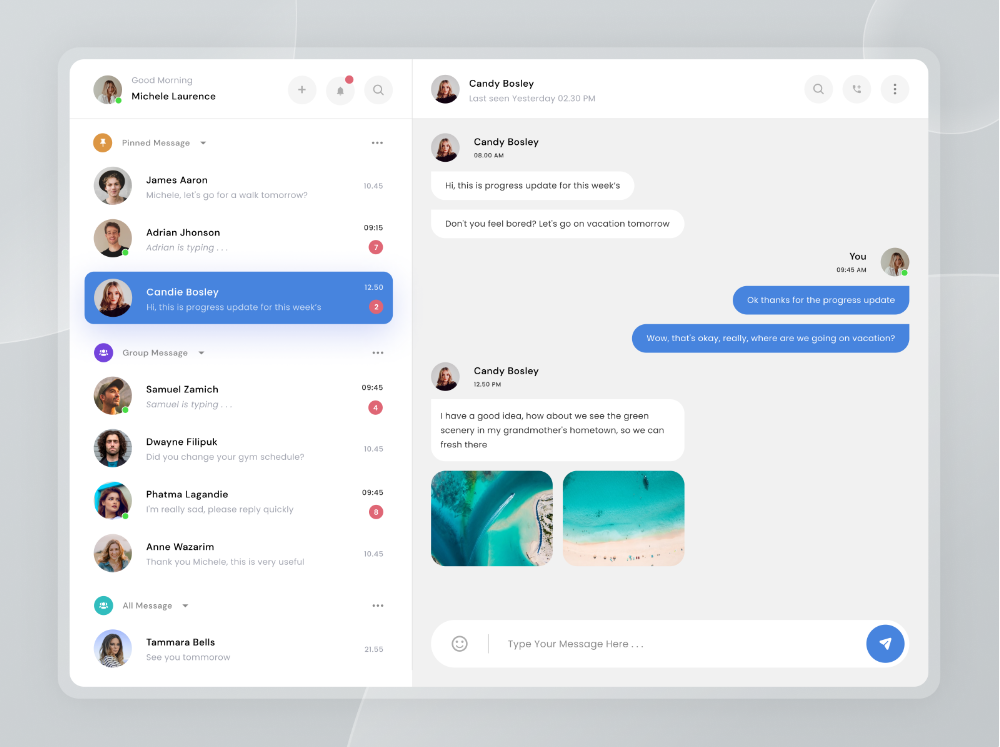 Good Morning
Michele Laurence
Pinned Message
James Aaron
10.45
Michele, let's go for a walk tomorrow?
Adrian Jhonson
09:15
Adrian is typing . . .
7
Candie Bosley
12.50
Hi, this is progress update for this week's
2
Group Message
Samuel Zamich
09:45
Samuel is typing . . .
4
Dwayne Filipuk
10.45
Did you change your gym schedule?
Phatma Lagandie
09:45
I'm really sad, please reply quickly
8
Anne Wazarim
10.45
Thank you Michele, this is very useful
All Message
Tammara Bells
21.55
See you tommorow
Candy Bosley
Last seen Yesterday 02.30 PM
Candy Bosley
08.00 AM
Hi, this is progress update for this week's
Don't you feel bored? Let's go on vacation tomorrow
You
09:45 AM
Ok thanks for the progress update
Wow, that's okay, really, where are we going on vacation?
Candy Bosley
12.50 PM
I have a good idea, how about we see the green
scenery in my grandmother's hometown, so we can
fresh there
Type Your Message Here . . .